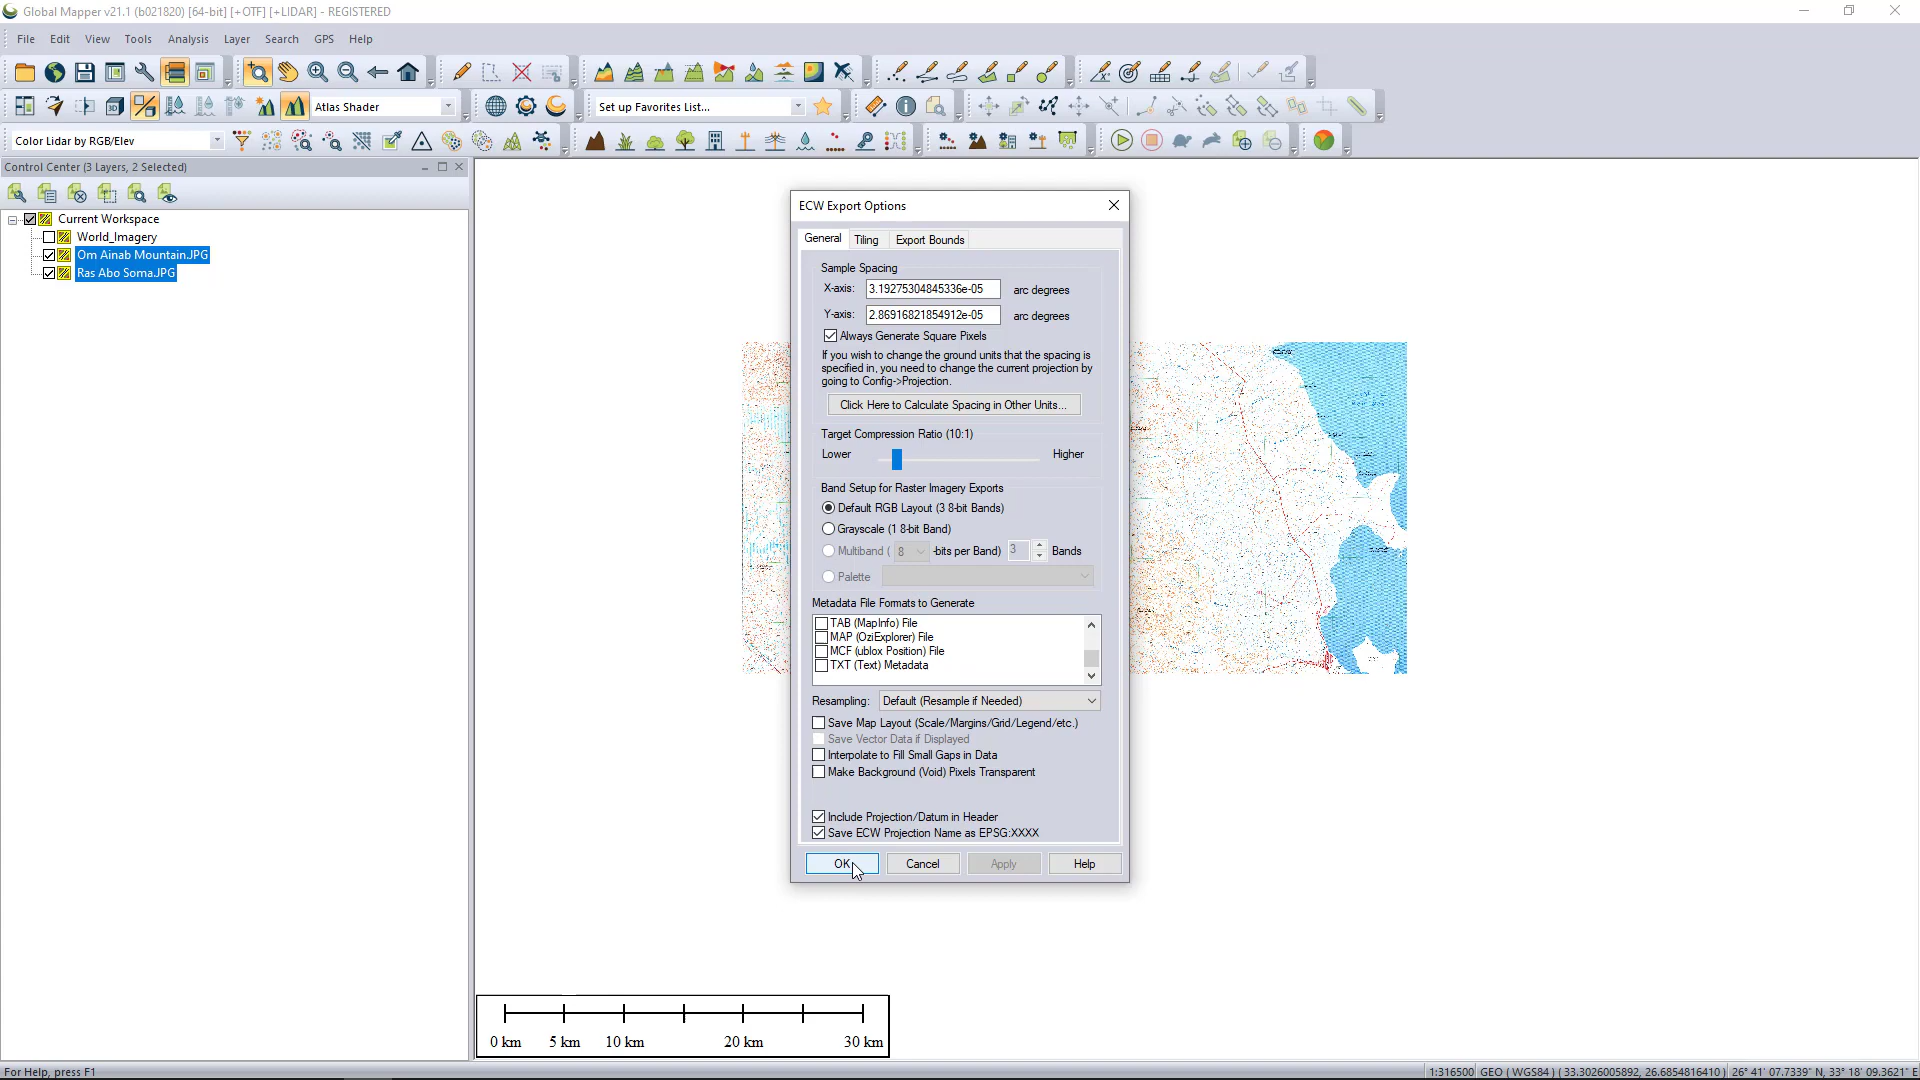 Global Mapper v21.1 (b021820) [64-bit] [+OTF] [+LIDAR] - REGISTERED
File Edit View Tools Analysis Layer Search GPS Help
Atlas Shader
Set up Favorites List...
Color Lidar by RGB/Elev
Control Center (3 Layers, 2 Selected)
Current Workspace
World_Imagery
Om Ainab Mountain.JPG
Ras Abo Soma.JPG
ECW Export Options
General Tiling Export Bounds
Sample Spacing
X-axis: 3.19275304845336e-05 arc degrees
Y-axis: 2.86916821854912e-05 arc degrees
Always Generate Square Pixels
If you wish to change the ground units that the spacing is
specified in, you need to change the current projection by
going to Config->Projection.
Click Here to Calculate Spacing in Other Units...
Target Compression Ratio (10:1)
Lower Higher
Band Setup for Raster Imagery Exports
Default RGB Layout (3 8-bit Bands)
Grayscale (1 8-bit Band)
Multiband ( 8 -bits per Band) 3 Bands
Palette
Metadata File Formats to Generate
TAB (MapInfo) File
MAP (OziExplorer) File
MCF (ublox Position) File
TXT (Text) Metadata
Resampling: Default (Resample if Needed)
Save Map Layout (Scale/Margins/Grid/Legend/etc.)
Save Vector Data if Displayed
Interpolate to Fill Small Gaps in Data
Make Background (Void) Pixels Transparent
Include Projection/Datum in Header
Save ECW Projection Name as EPSG:XXXX
OK Cancel Apply Help
0 km 5 km 10 km 20 km 30 km
For Help, press F1
1:316500 GEO ( WGS84 ) ( 33.3026005892, 26.6854816410 ) 26° 41' 07.7339" N, 33° 18' 09.3621" E